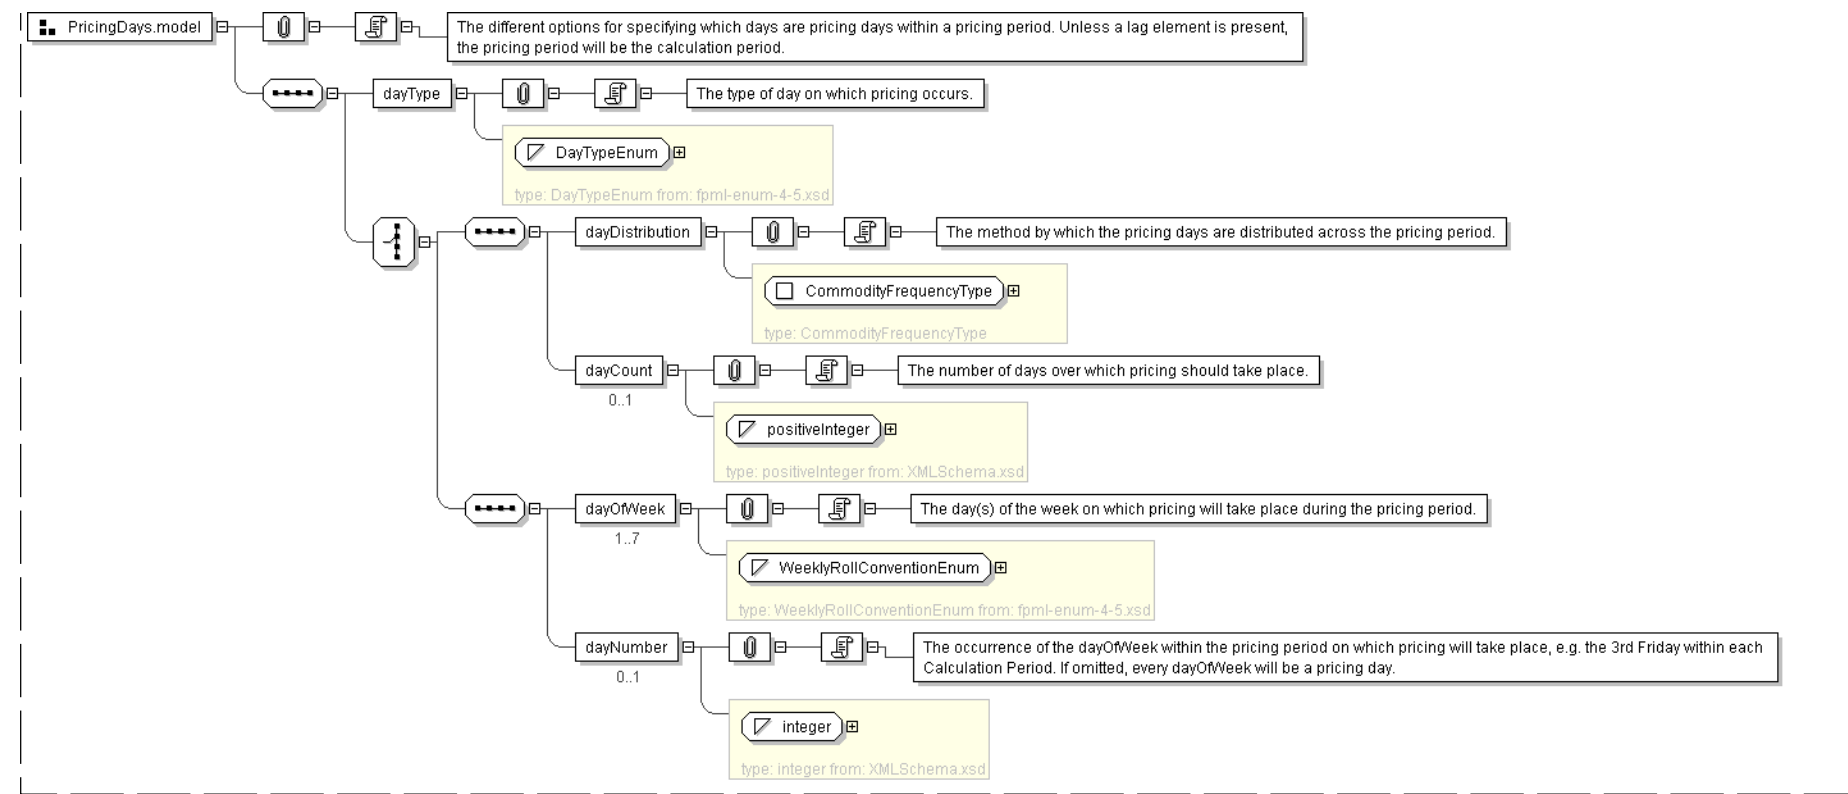 PricingDays.model
The different options for specifying which days are pricing days within a pricing period. Unless a lag element is present,
the pricing period will be the calculation period.
dayType
The type of day on which pricing occurs.
DayTypeEnum
type: DayTypeEnum from: fpml-enum-4-5.xsd
dayDistribution
The method by which the pricing days are distributed across the pricing period.
CommodityFrequencyType
type: CommodityFrequencyType
dayCount
The number of days over which pricing should take place.
0..1
positiveInteger
type: positiveInteger from: XMLSchema.xsd
dayOfWeek
The day(s) of the week on which pricing will take place during the pricing period.
1..7
WeeklyRollConventionEnum
type: WeeklyRollConventionEnum from: fpml-enum-4-5.xsd
dayNumber
The occurrence of the dayOfWeek within the pricing period on which pricing will take place, e.g. the 3rd Friday within each
Calculation Period. If omitted, every dayOfWeek will be a pricing day.
0..1
integer
type: integer from: XMLSchema.xsd